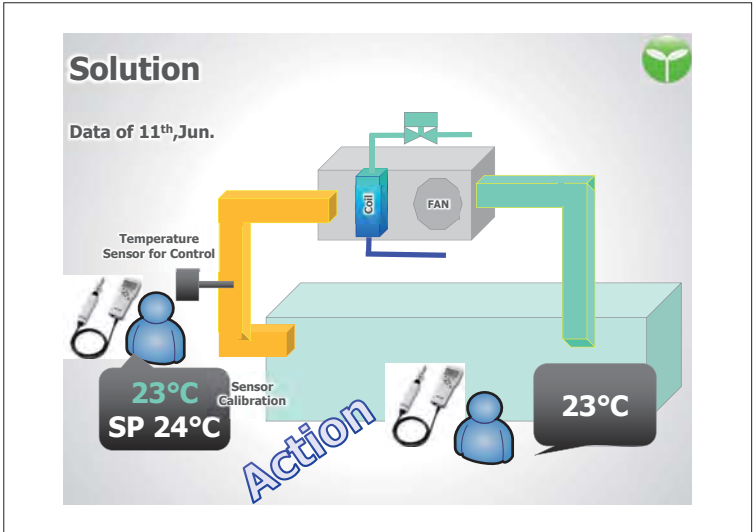 Solution
Data of 11th,Jun.
Coil
FAN
Temperature
Sensor for Control
23°C
SP 24°C
Sensor
Calibration
Action
23°C